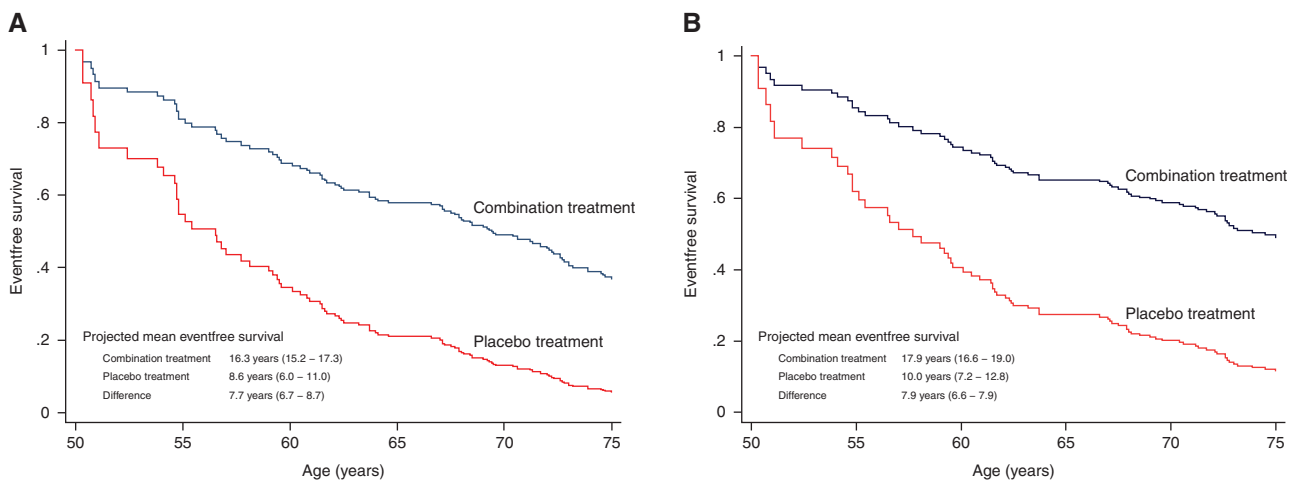 A
Eventfree survival
1
.8
.6
.4
.2
0
Combination treatment
Placebo treatment
Projected mean eventfree survival
Combination treatment 16.3 years (15.2 – 17.3)
Placebo treatment 8.6 years (6.0 – 11.0)
Difference 7.7 years (6.7 – 8.7)
50 55 60 65 70 75
Age (years)
B
Eventfree survival
1
.8
.6
.4
.2
0
Combination treatment
Placebo treatment
Projected mean eventfree survival
Combination treatment 17.9 years (16.6 – 19.0)
Placebo treatment 10.0 years (7.2 – 12.8)
Difference 7.9 years (6.6 – 7.9)
50 55 60 65 70 75
Age (years)